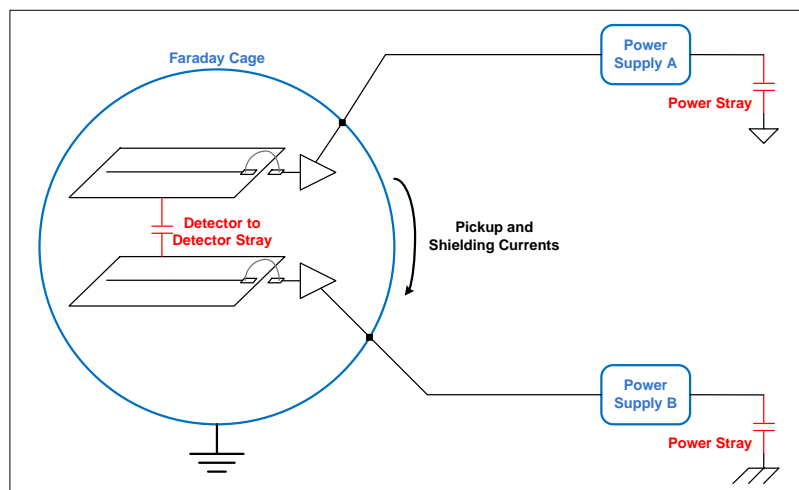 Faraday Cage
Power
Supply A
Power Stray
Detector to
Detector Stray
Pickup and
Shielding Currents
Power
Supply B
Power Stray